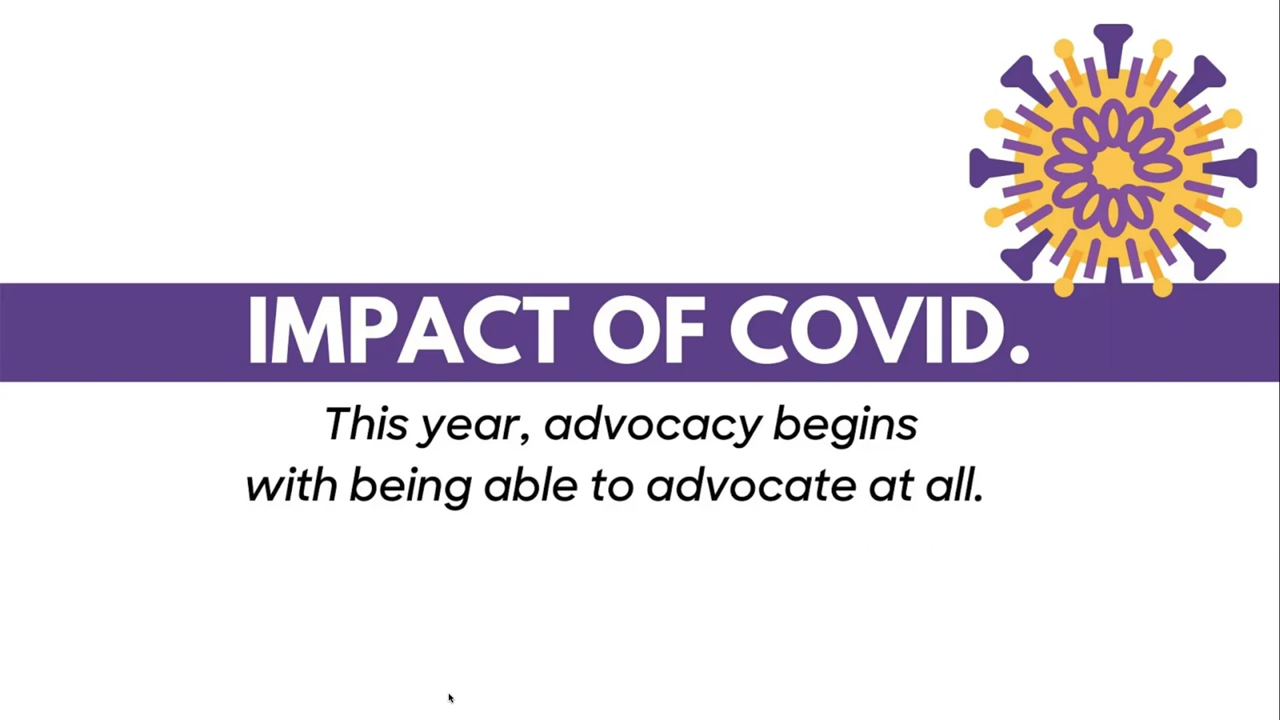 IMPACT OF COVID.
This year, advocacy begins
with being able to advocate at all.